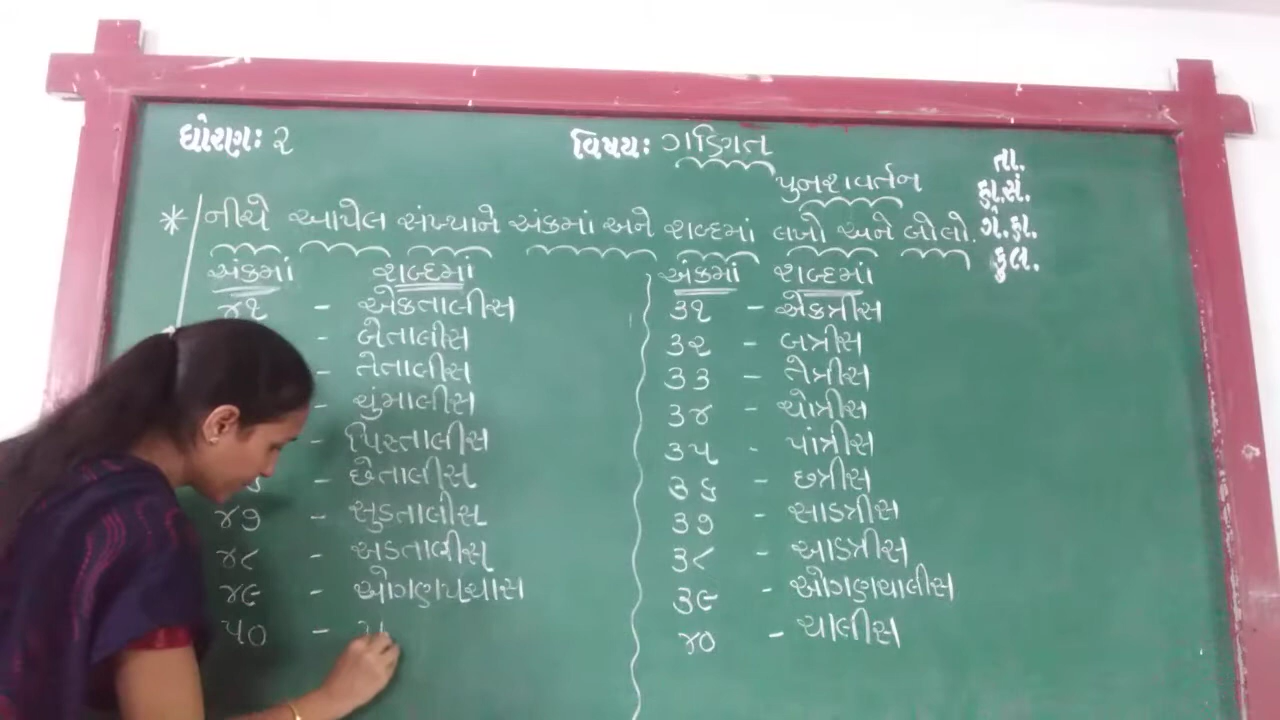 ધોરણઃ ૨
વિષયઃ ગણિત
પુનરાવર્તન
તા.
હા.સં.
ગે.હા.
કુલ.
* નીચે આપેલ સંખ્યાને અંકમાં અને શબ્દમાં લખો અને બોલો.
અંકમાં શબ્દમાં
૪૧ - એકતાલીસ
- બેતાલીસ
- તેતાલીસ
- ચુંમાલીસ
- પિસ્તાલીસ
- છેતાલીસ
૪૭ - સુડતાલીસ
૪૮ - અડતાલીસ
૪૯ - ઓગણપચાસ
૫૦ - પ
અંકમાં શબ્દમાં
૩૧ - એકત્રીસ
૩૨ - બત્રીસ
૩૩ - તેત્રીસ
૩૪ - ચોત્રીસ
૩૫ - પાંત્રીસ
૩૬ - છત્રીસ
૩૭ - સાડત્રીસ
૩૮ - આડત્રીસ
૩૯ - ઓગણચાલીસ
૪૦ - ચાલીસ